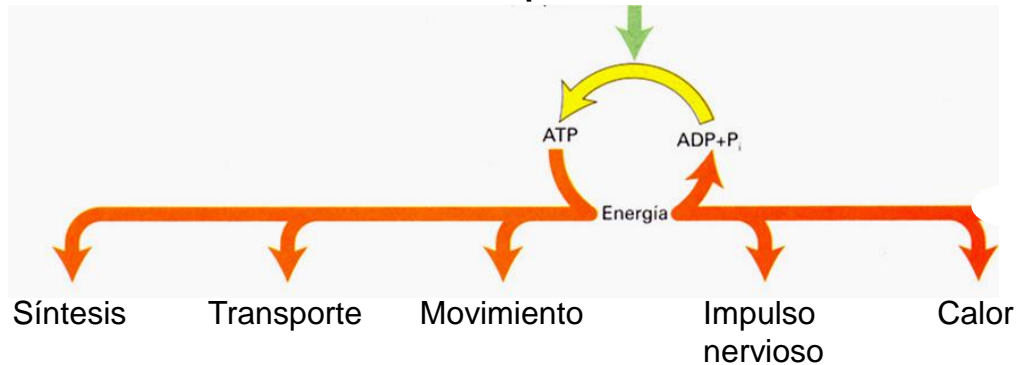 ATP
ADP+Pi
Energía
Síntesis
Transporte
Movimiento
Impulso
nervioso
Calor